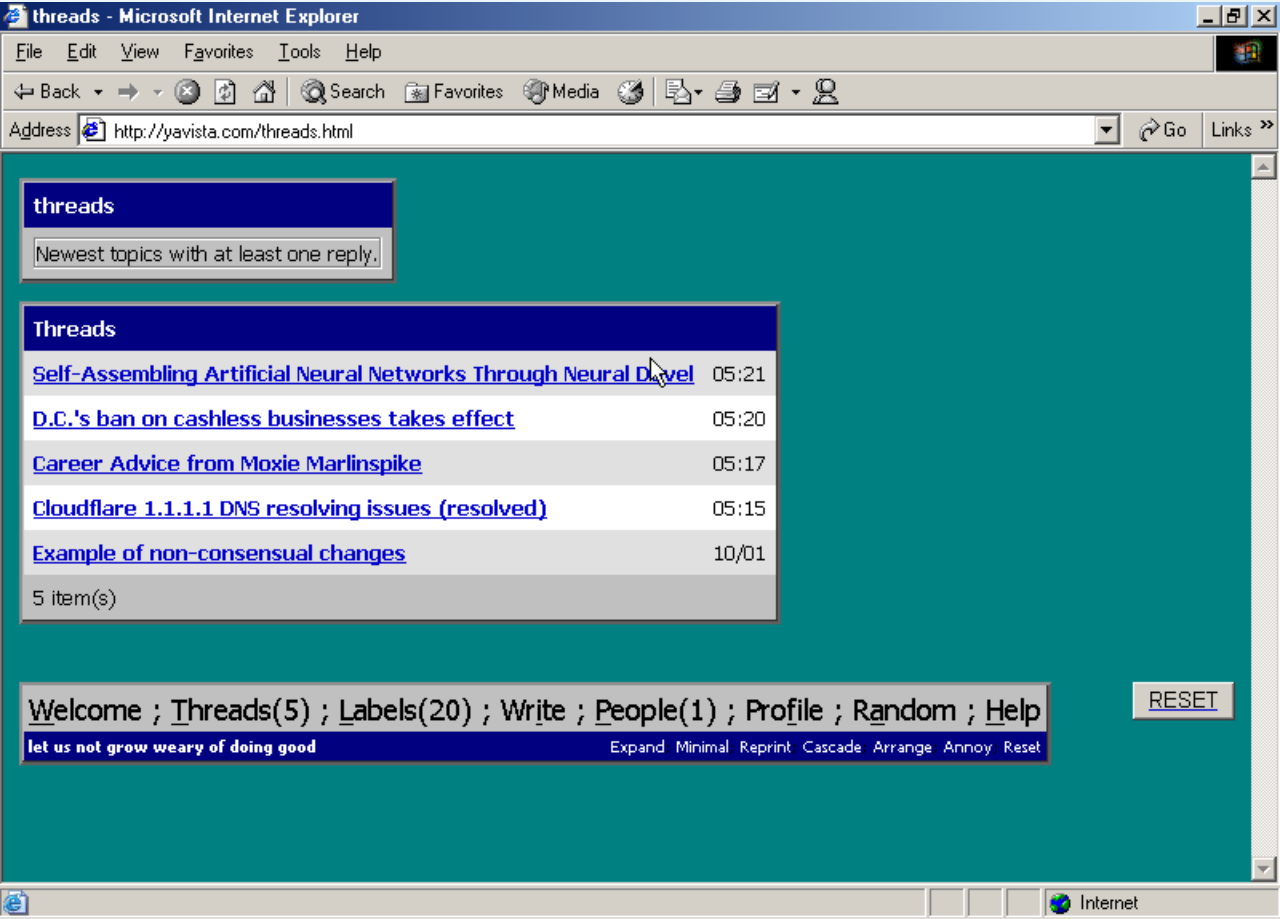 threads - Microsoft Internet Explorer
File Edit View Favorites Tools Help
Back Search Favorites Media
Address http://yavista.com/threads.html Go Links »
threads
Newest topics with at least one reply.
Threads
Self-Assembling Artificial Neural Networks Through Neural Devel 05:21
D.C.'s ban on cashless businesses takes effect 05:20
Career Advice from Moxie Marlinspike 05:17
Cloudflare 1.1.1.1 DNS resolving issues (resolved) 05:15
Example of non-consensual changes 10/01
5 item(s)
Welcome ; Threads(5) ; Labels(20) ; Write ; People(1) ; Profile ; Random ; Help
RESET
let us not grow weary of doing good Expand Minimal Reprint Cascade Arrange Annoy Reset
Internet